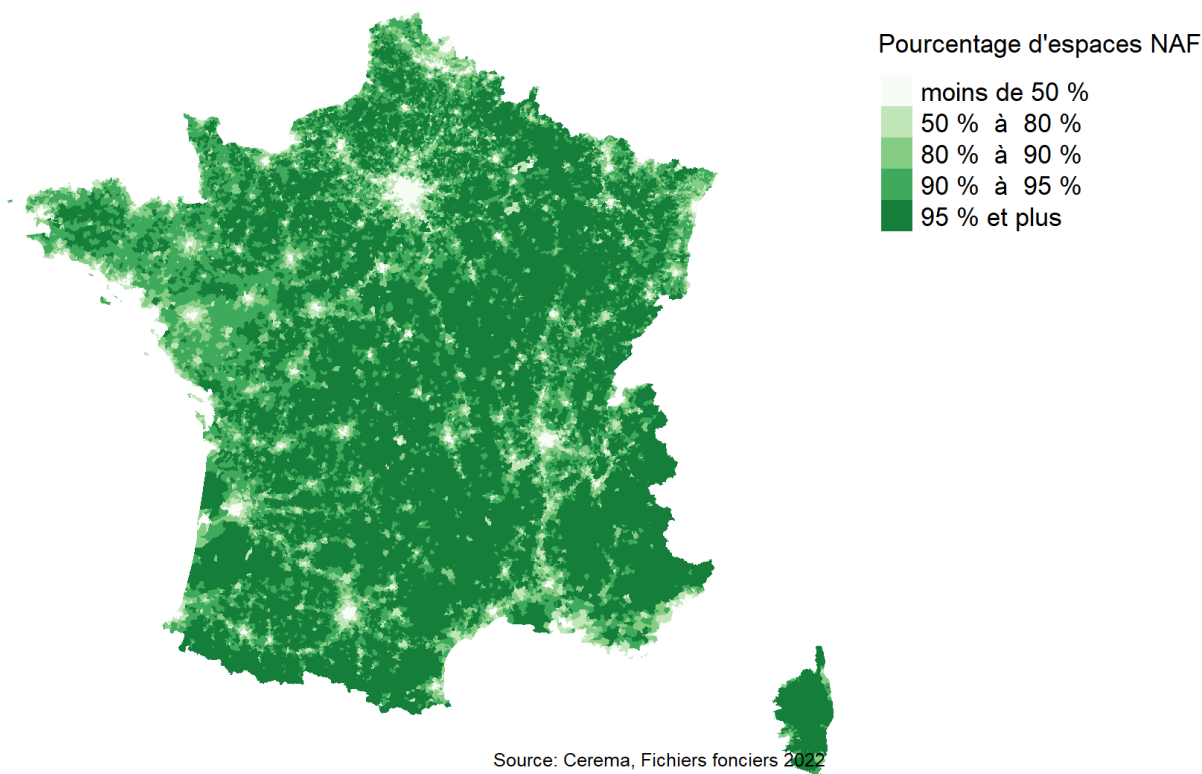 Pourcentage d'espaces NAF
moins de 50 %
50 % à 80 %
80 % à 90 %
90 % à 95 %
95 % et plus
Source: Cerema, Fichiers fonciers 2022